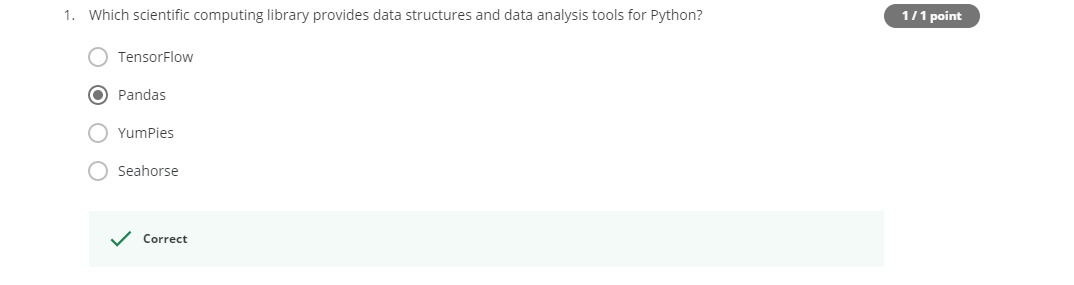 1. Which scientific computing library provides data structures and data analysis tools for Python?
1 / 1 point
TensorFlow
Pandas
YumPies
Seahorse
Correct